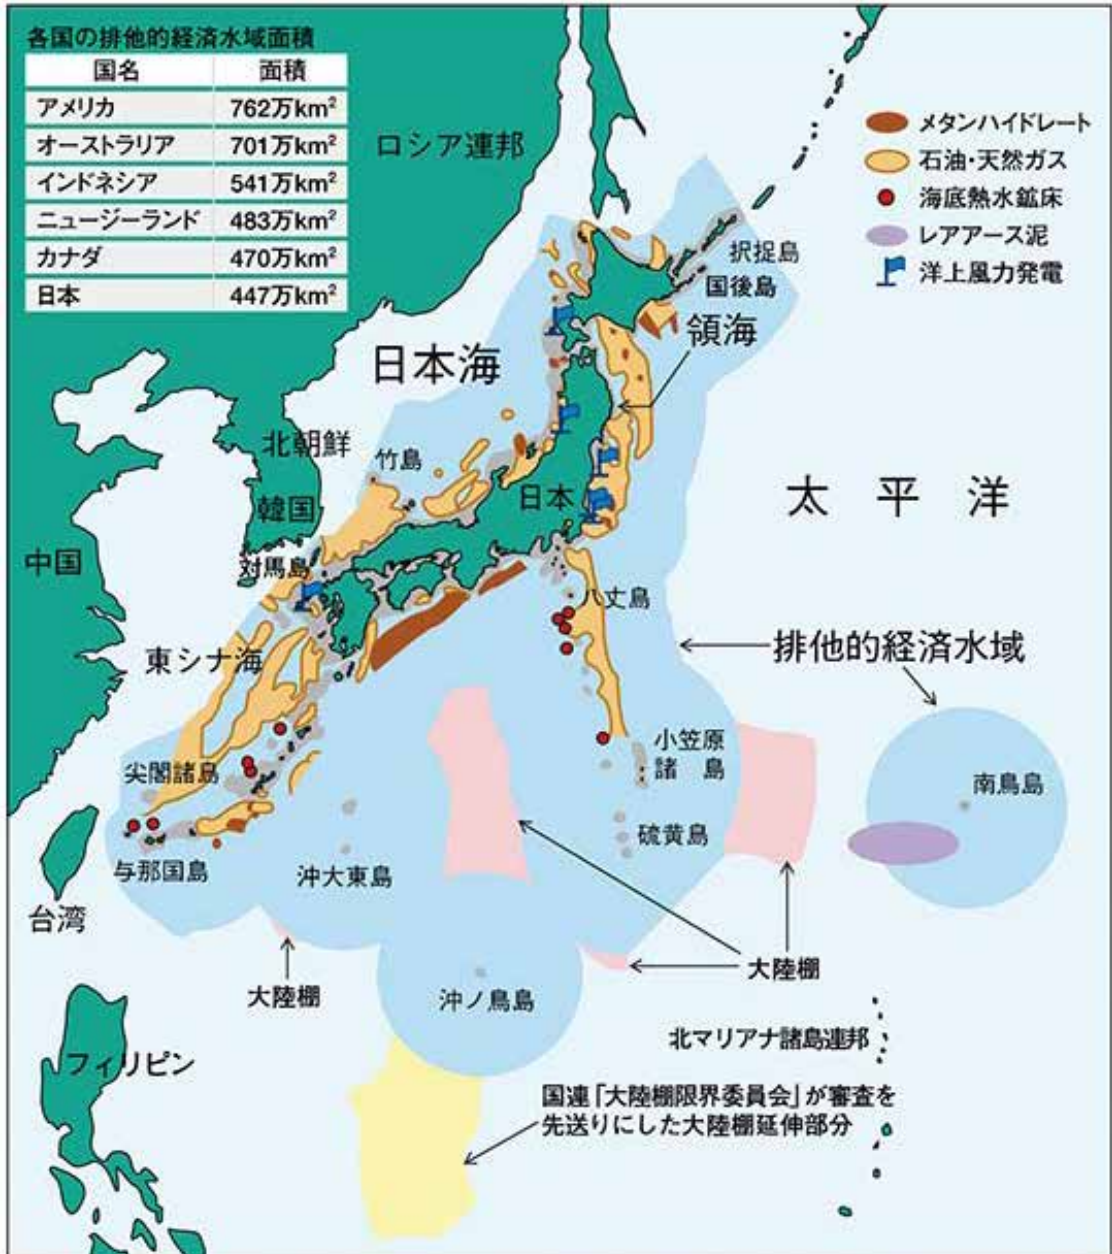 各国の排他的経済水域面積
国名 面積
アメリカ 762万km²
オーストラリア 701万km²
インドネシア 541万km²
ニュージーランド 483万km²
カナダ 470万km²
日本 447万km²
ロシア連邦
メタンハイドレート
石油・天然ガス
海底熱水鉱床
レアアース泥
洋上風力発電
択捉島
国後島
領海
日本海
北朝鮮
竹島
韓国
日本
太平洋
中国
対馬島
八丈島
東シナ海
排他的経済水域
尖閣諸島
小笠原
諸島
南鳥島
硫黄島
与那国島
沖大東島
台湾
大陸棚
大陸棚
沖ノ鳥島
北マリアナ諸島連邦
フィリピン
国連「大陸棚限界委員会」が審査を
先送りにした大陸棚延伸部分